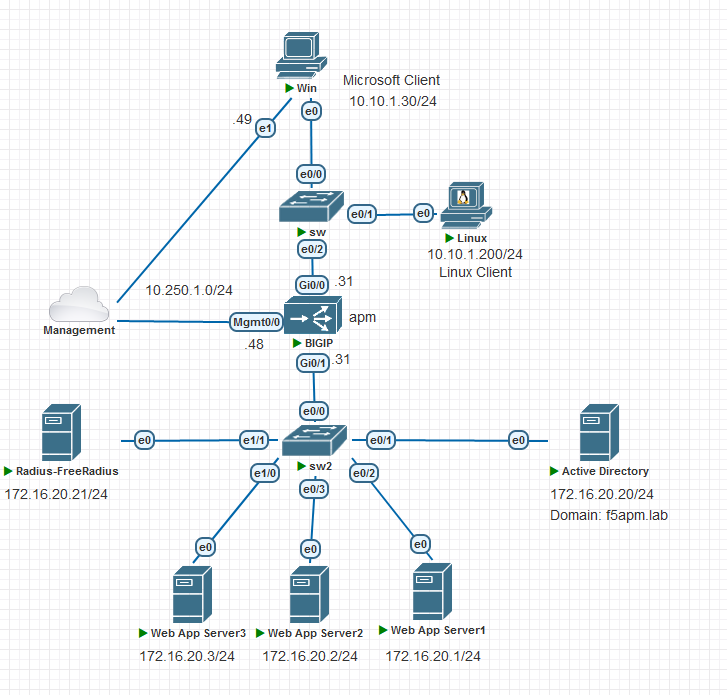 Win
Microsoft Client
10.10.1.30/24
.49
e1
e0
e0/0
sw
e0/1
e0
Linux
10.10.1.200/24
Linux Client
e0/2
Gi0/0
.31
10.250.1.0/24
Management
Mgmt0/0
.48
apm
BIGIP
Gi0/1
.31
e0/0
e0
e1/1
e0/1
e0
sw2
Radius-FreeRadius
172.16.20.21/24
Active Directory
172.16.20.20/24
Domain: f5apm.lab
e1/0
e0/3
e0/2
e0
e0
e0
Web App Server3
172.16.20.3/24
Web App Server2
172.16.20.2/24
Web App Server1
172.16.20.1/24